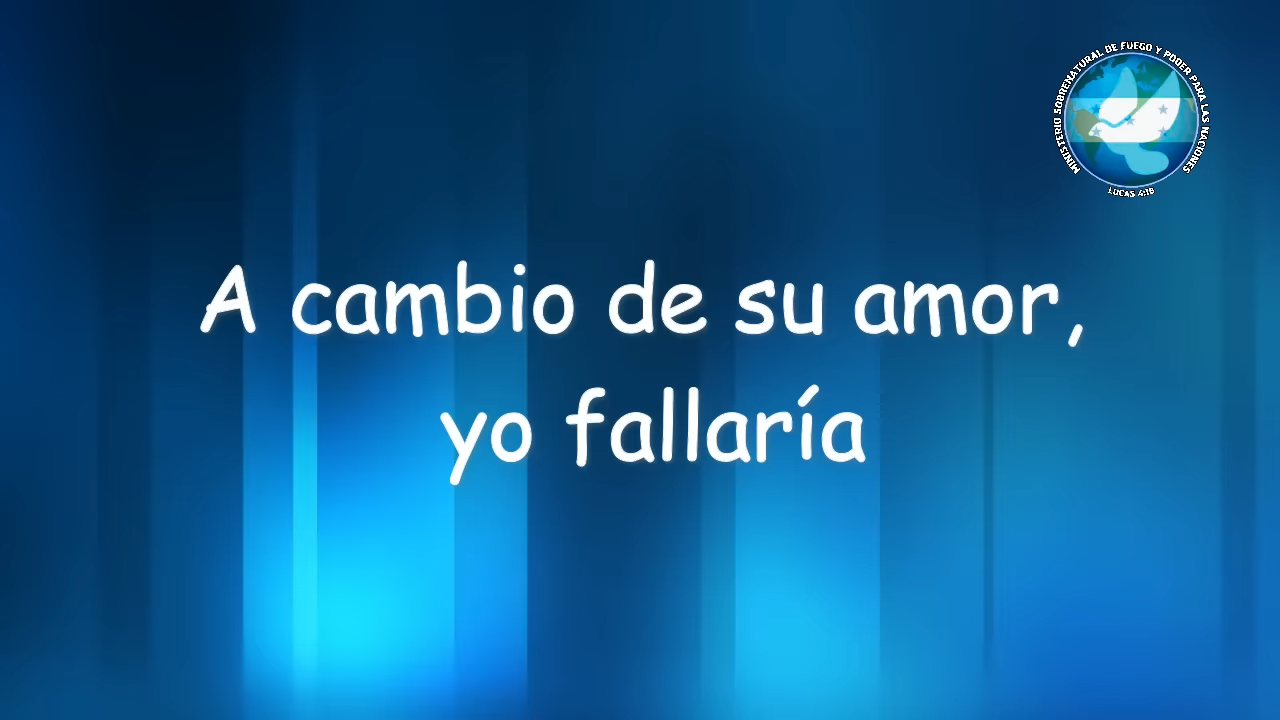 MINISTERIO SOBRENATURAL DE FUEGO Y PODER PARA LAS NACIONES
LUCAS 4:18
A cambio de su amor,
yo fallaría